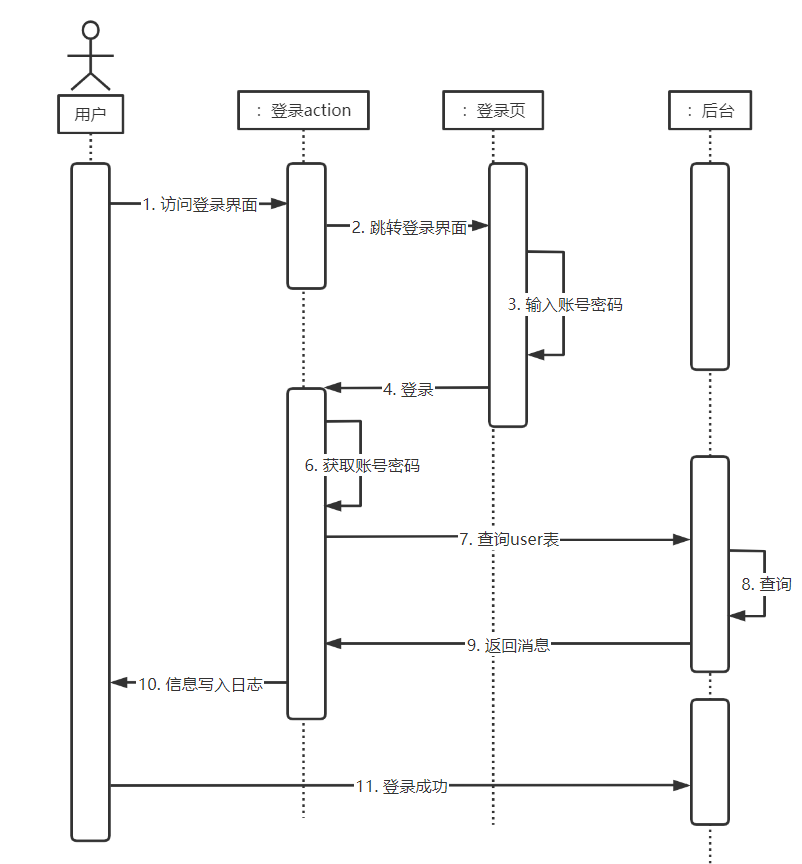 用户
：登录action
：登录页
：后台
1. 访问登录界面
2. 跳转登录界面
3. 输入账号密码
4. 登录
6. 获取账号密码
7. 查询user表
8. 查询
9. 返回消息
10. 信息写入日志
11. 登录成功